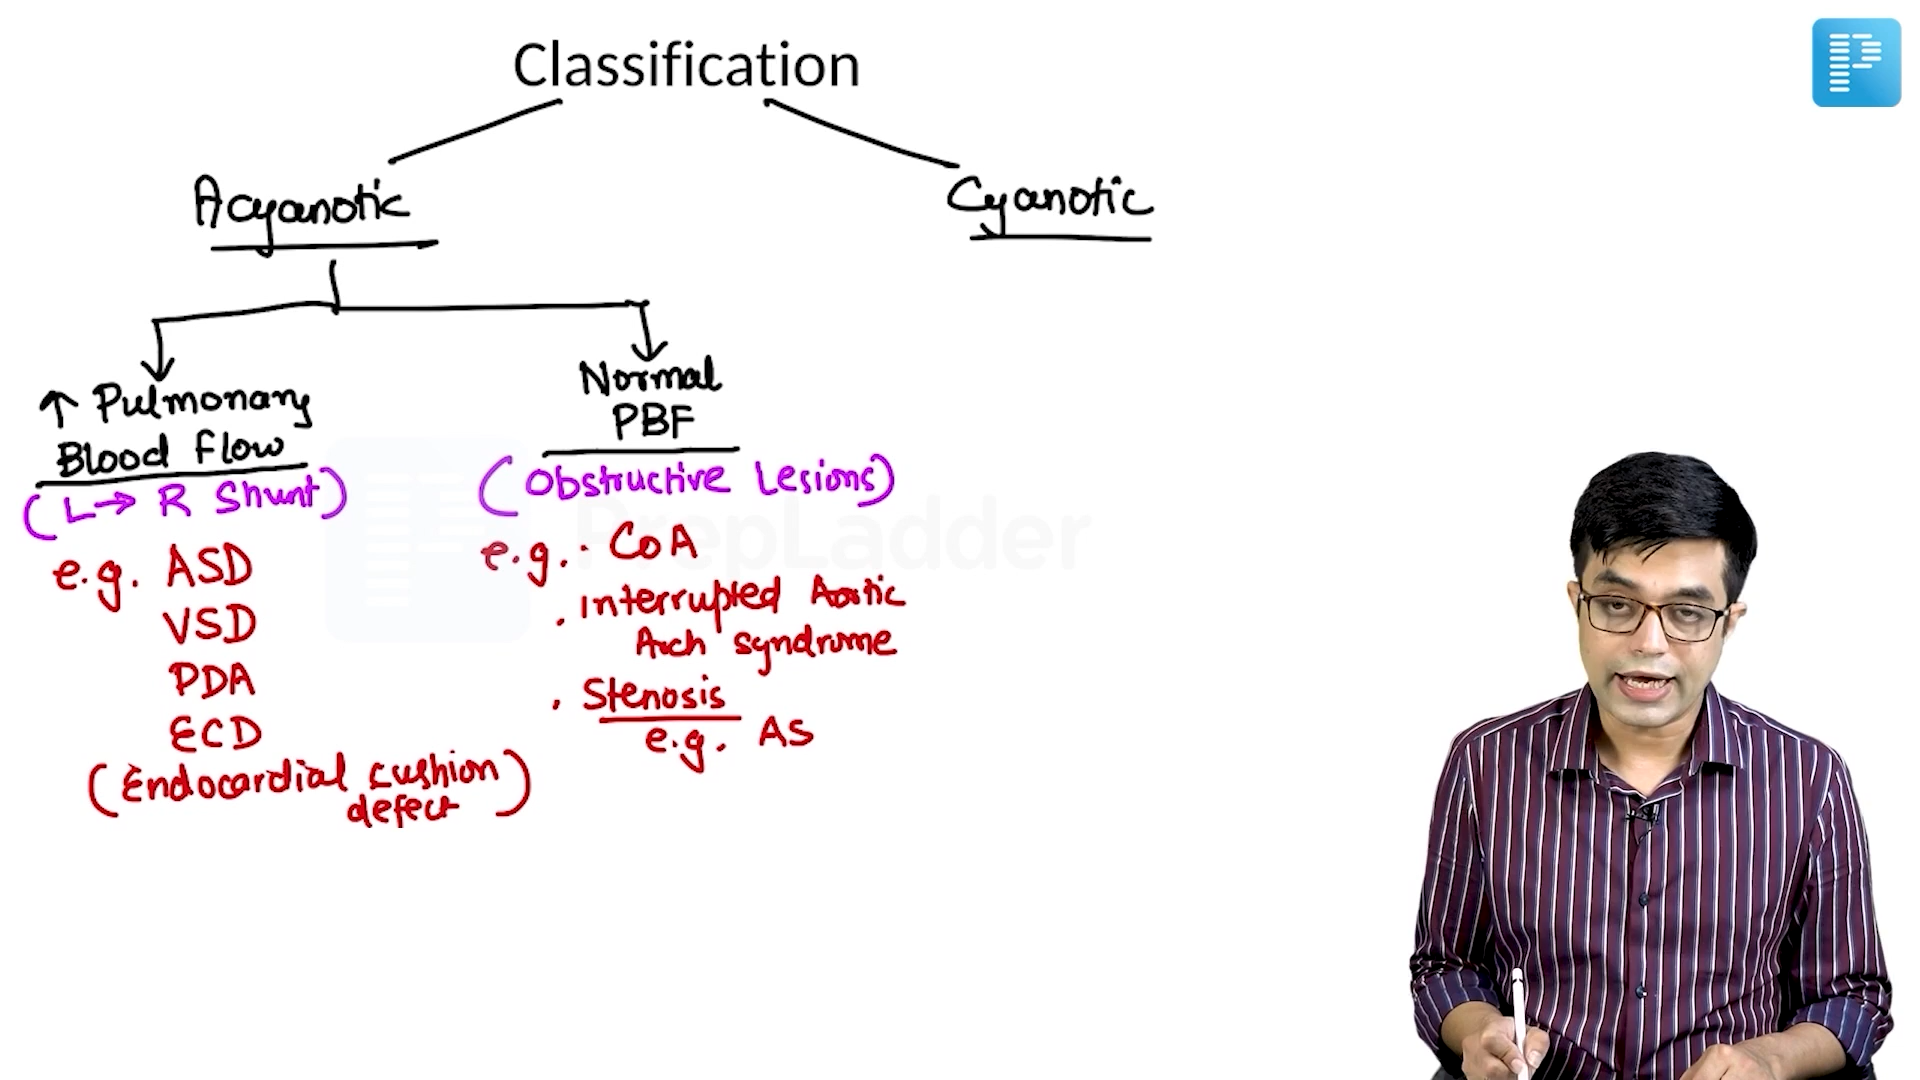 Classification
Acyanotic
Cyanotic
↑ Pulmonary
Blood flow
(L→ R Shunt)
e.g. ASD
VSD
PDA
ECD
(Endocardial cushion
defect)
Normal
PBF
(Obstructive Lesions)
e.g. · CoA
. Interrupted Aortic
Arch syndrome
. Stenosis
e.g. AS
PrepLadder